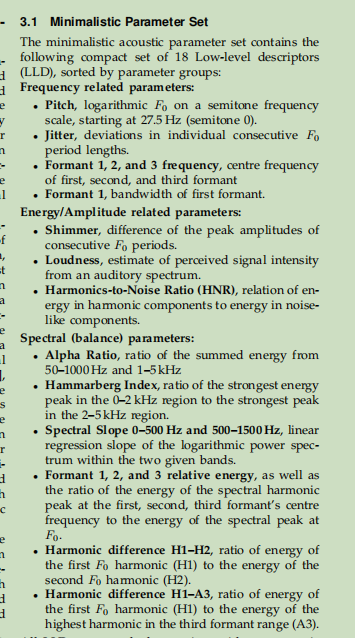 3.1 Minimalistic Parameter Set
The minimalistic acoustic parameter set contains the
following compact set of 18 Low-level descriptors
(LLD), sorted by parameter groups:
Frequency related parameters:
• Pitch, logarithmic F0 on a semitone frequency
scale, starting at 27.5 Hz (semitone 0).
• Jitter, deviations in individual consecutive F0
period lengths.
• Formant 1, 2, and 3 frequency, centre frequency
of first, second, and third formant
• Formant 1, bandwidth of first formant.
Energy/Amplitude related parameters:
• Shimmer, difference of the peak amplitudes of
consecutive F0 periods.
• Loudness, estimate of perceived signal intensity
from an auditory spectrum.
• Harmonics-to-Noise Ratio (HNR), relation of en-
ergy in harmonic components to energy in noise-
like components.
Spectral (balance) parameters:
• Alpha Ratio, ratio of the summed energy from
50–1000 Hz and 1–5 kHz
• Hammarberg Index, ratio of the strongest energy
peak in the 0–2 kHz region to the strongest peak
in the 2–5 kHz region.
• Spectral Slope 0–500 Hz and 500–1500 Hz, linear
regression slope of the logarithmic power spec-
trum within the two given bands.
• Formant 1, 2, and 3 relative energy, as well as
the ratio of the energy of the spectral harmonic
peak at the first, second, third formant's centre
frequency to the energy of the spectral peak at
F0.
• Harmonic difference H1–H2, ratio of energy of
the first F0 harmonic (H1) to the energy of the
second F0 harmonic (H2).
• Harmonic difference H1–A3, ratio of energy of
the first F0 harmonic (H1) to the energy of the
highest harmonic in the third formant range (A3).